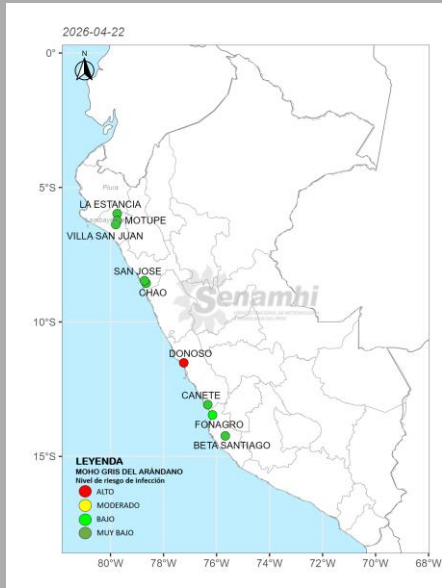 2026-04-22
N
0°
5°S
10°S
15°S
Piura
LA ESTANCIA
MOTUPE
VILLA SAN JUAN
SAN JOSE
CHAO
Senamhi
DONOSO
CANETE
FONAGRO
BETA SANTIAGO
LEYENDA
MOHO GRIS DEL ARÁNDANO
Nivel de riesgo de infección
ALTO
MODERADO
BAJO
MUY BAJO
80°W 78°W 76°W 74°W 72°W 70°W 68°W